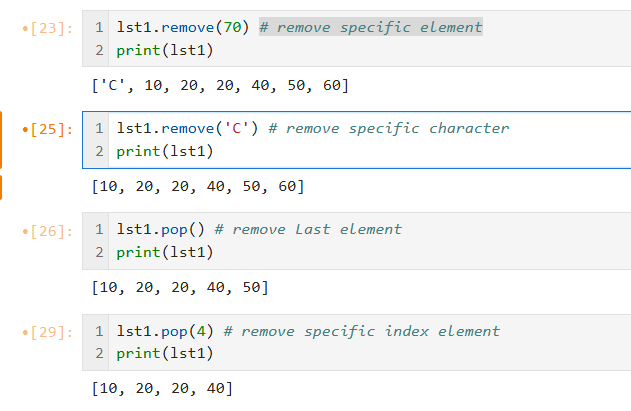 •[23]: 1 lst1.remove(70) # remove specific element
2 print(lst1)
['C', 10, 20, 20, 40, 50, 60]
•[25]: 1 lst1.remove('C') # remove specific character
2 print(lst1)
[10, 20, 20, 40, 50, 60]
•[26]: 1 lst1.pop() # remove Last element
2 print(lst1)
[10, 20, 20, 40, 50]
•[29]: 1 lst1.pop(4) # remove specific index element
2 print(lst1)
[10, 20, 20, 40]